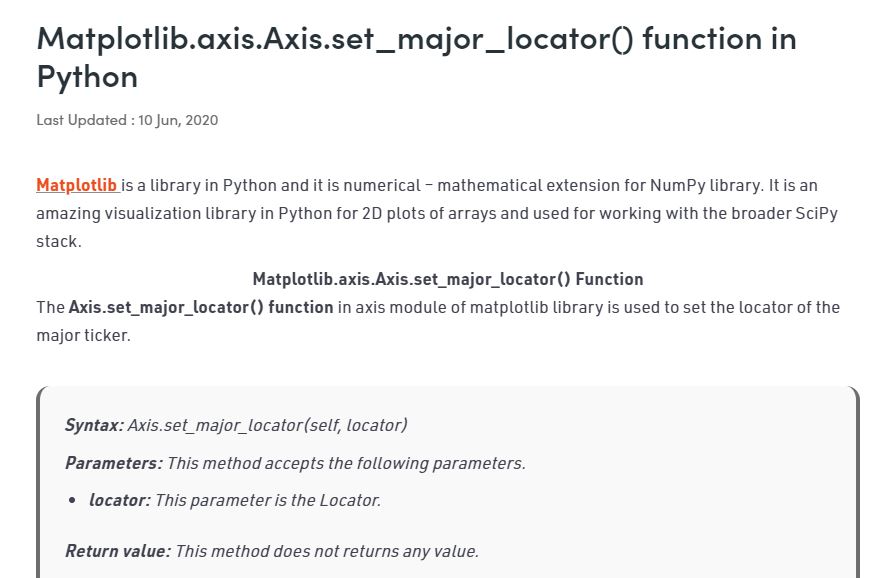 Matplotlib.axis.Axis.set_major_locator() function in
Python
Last Updated : 10 Jun, 2020
Matplotlib is a library in Python and it is numerical – mathematical extension for NumPy library. It is an
amazing visualization library in Python for 2D plots of arrays and used for working with the broader SciPy
stack.
Matplotlib.axis.Axis.set_major_locator() Function
The Axis.set_major_locator() function in axis module of matplotlib library is used to set the locator of the
major ticker.
Syntax: Axis.set_major_locator(self, locator)
Parameters: This method accepts the following parameters.
• locator: This parameter is the Locator.
Return value: This method does not returns any value.